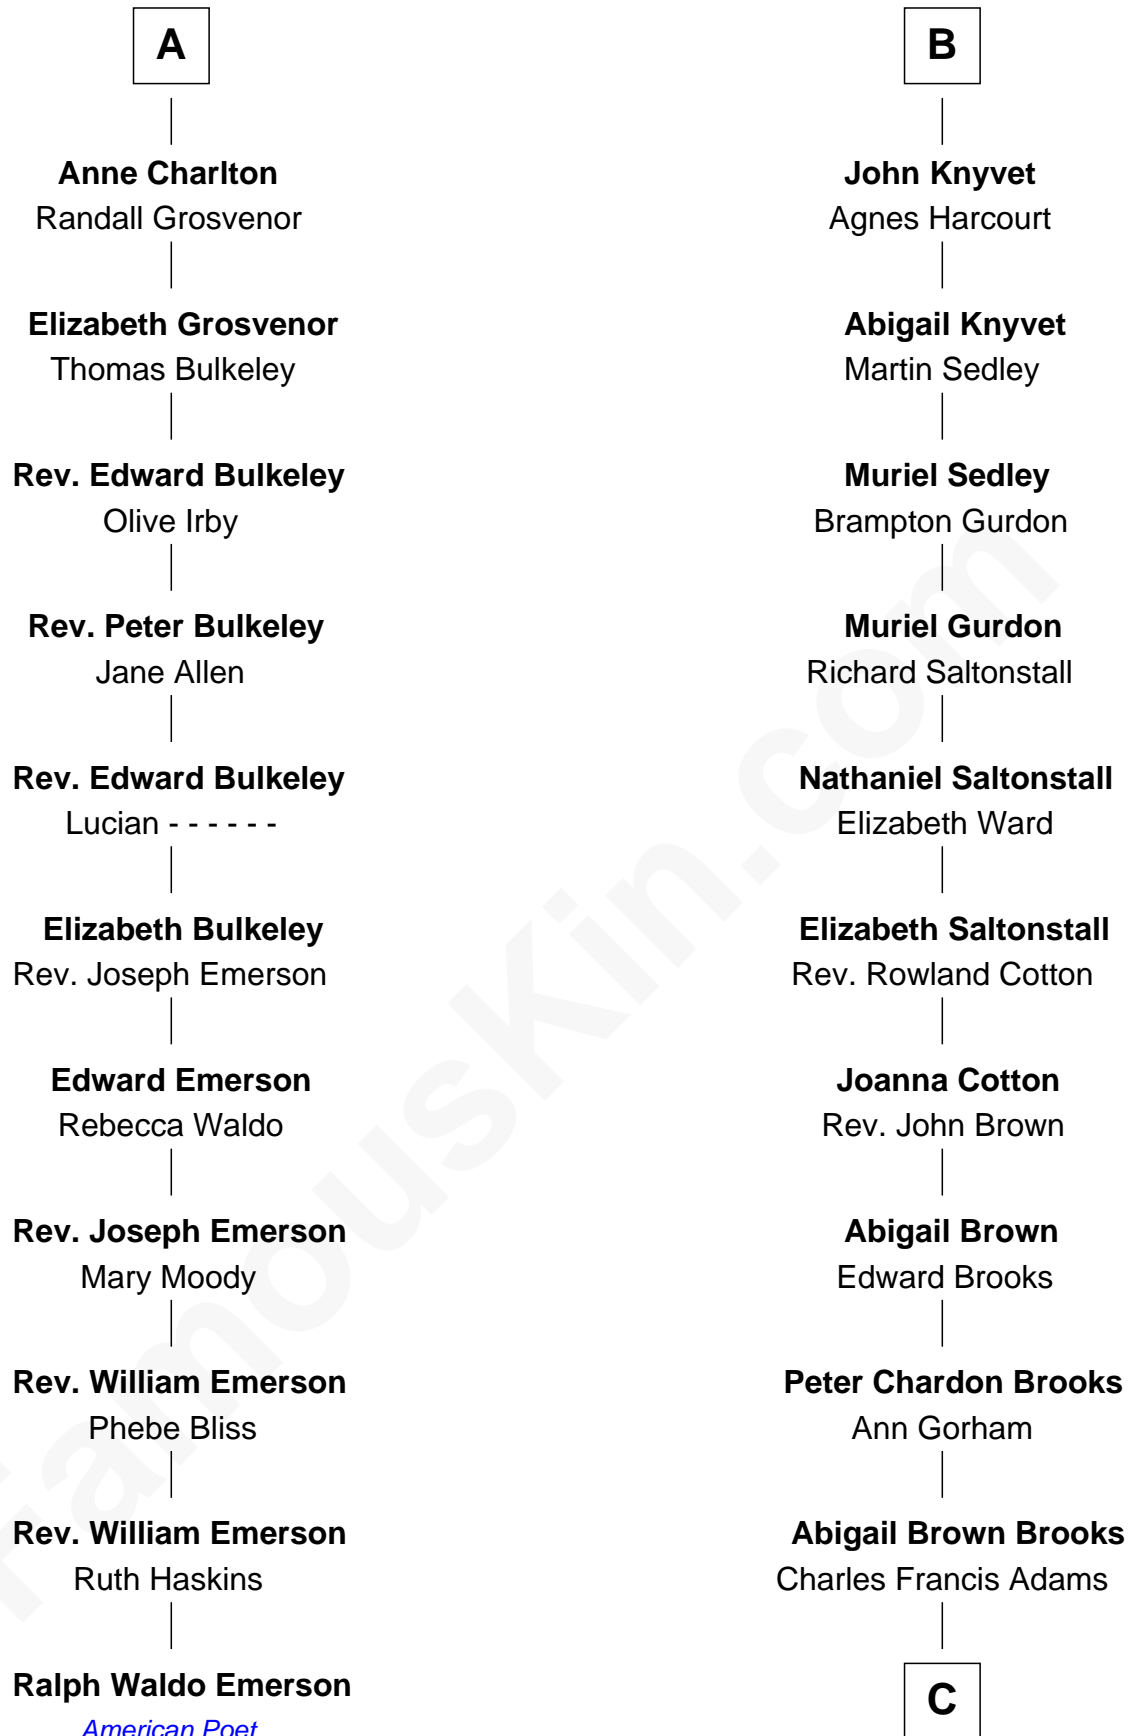 A
Anne Charlton
Randall Grosvenor
Elizabeth Grosvenor
Thomas Bulkeley
Rev. Edward Bulkeley
Olive Irby
Rev. Peter Bulkeley
Jane Allen
Rev. Edward Bulkeley
Lucian - - - - - -
Elizabeth Bulkeley
Rev. Joseph Emerson
Edward Emerson
Rebecca Waldo
Rev. Joseph Emerson
Mary Moody
Rev. William Emerson
Phebe Bliss
Rev. William Emerson
Ruth Haskins
Ralph Waldo Emerson
American Poet
B
John Knyvet
Agnes Harcourt
Abigail Knyvet
Martin Sedley
Muriel Sedley
Brampton Gurdon
Muriel Gurdon
Richard Saltonstall
Nathaniel Saltonstall
Elizabeth Ward
Elizabeth Saltonstall
Rev. Rowland Cotton
Joanna Cotton
Rev. John Brown
Abigail Brown
Edward Brooks
Peter Chardon Brooks
Ann Gorham
Abigail Brown Brooks
Charles Francis Adams
C
FamousKin.com